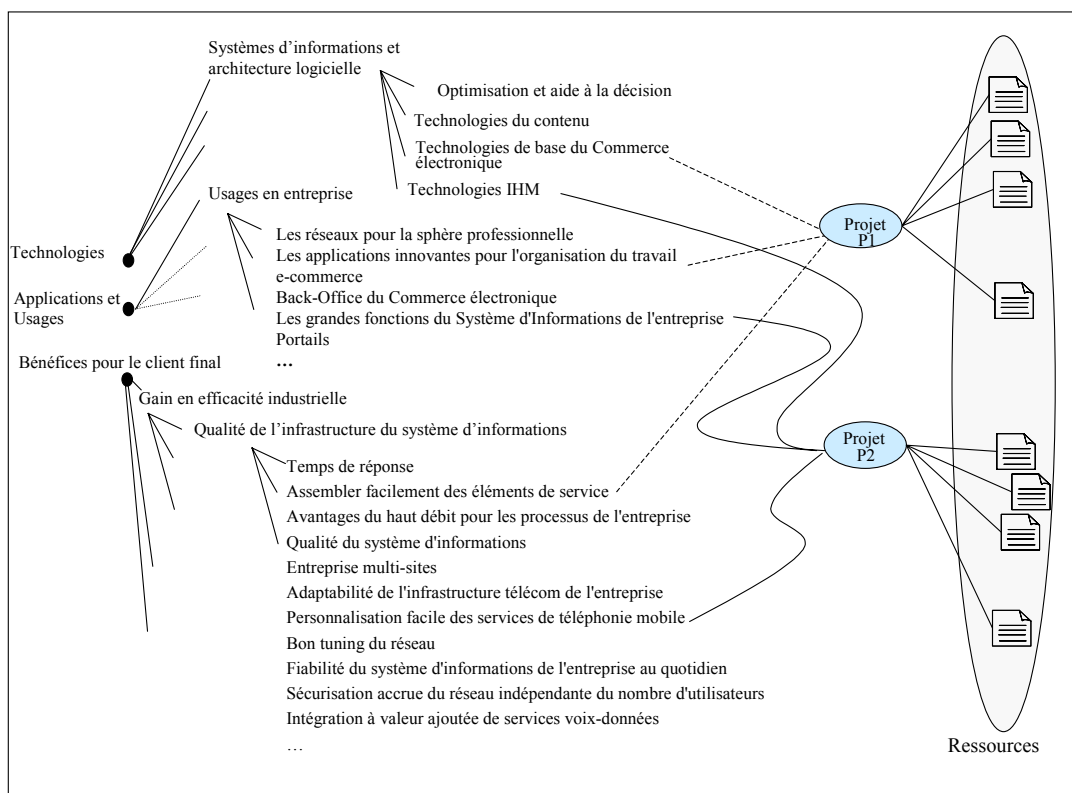 Systèmes d’informations et
architecture logicielle
Optimisation et aide à la décision
Technologies du contenu
Technologies de base du Commerce
électronique
Technologies IHM
Usages en entreprise
Les réseaux pour la sphère professionnelle
Les applications innovantes pour l'organisation du travail
e-commerce
Back-Office du Commerce électronique
Les grandes fonctions du Système d'Informations de l'entreprise
Portails
...
Technologies
Applications et
Usages
Bénéfices pour le client final
Gain en efficacité industrielle
Qualité de l’infrastructure du système d’informations
Temps de réponse
Assembler facilement des éléments de service
Avantages du haut débit pour les processus de l'entreprise
Qualité du système d'informations
Entreprise multi-sites
Adaptabilité de l'infrastructure télécom de l'entreprise
Personnalisation facile des services de téléphonie mobile
Bon tuning du réseau
Fiabilité du système d'informations de l'entreprise au quotidien
Sécurisation accrue du réseau indépendante du nombre d'utilisateurs
Intégration à valeur ajoutée de services voix-données
…
Projet
P1
Projet
P2
Ressources